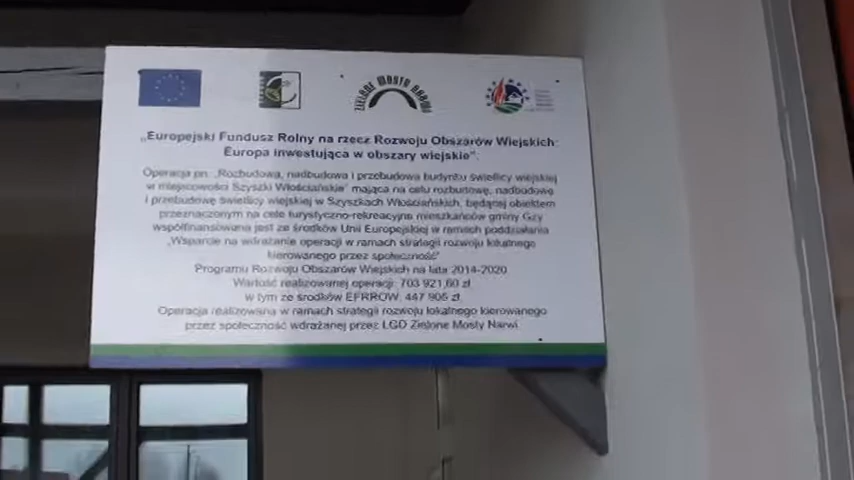 ZIELONE MOSTY NARWI
„Europejski Fundusz Rolny na rzecz Rozwoju Obszarów Wiejskich:
Europa inwestująca w obszary wiejskie”.
Operacja pn. „Rozbudowa, nadbudowa i przebudowa budynku świetlicy wiejskiej
w miejscowości Szyszki Włościańskie” mająca na celu rozbudowę, nadbudowę
i przebudowę świetlicy wiejskiej w Szyszkach Włościańskich, będącej obiektem
przeznaczonym na cele turystyczno-rekreacyjne mieszkańców gminy Gzy
współfinansowana jest ze środków Unii Europejskiej w ramach poddziałania
„Wsparcie na wdrażanie operacji w ramach strategii rozwoju lokalnego
kierowanego przez społeczność”
Programu Rozwoju Obszarów Wiejskich na lata 2014-2020
Wartość realizowanej operacji: 703 921,60 zł
w tym ze środków EFRROW: 447 905 zł
Operacja realizowana w ramach strategii rozwoju lokalnego kierowanego
przez społeczność wdrażanej przez LGD Zielone Mosty Narwi